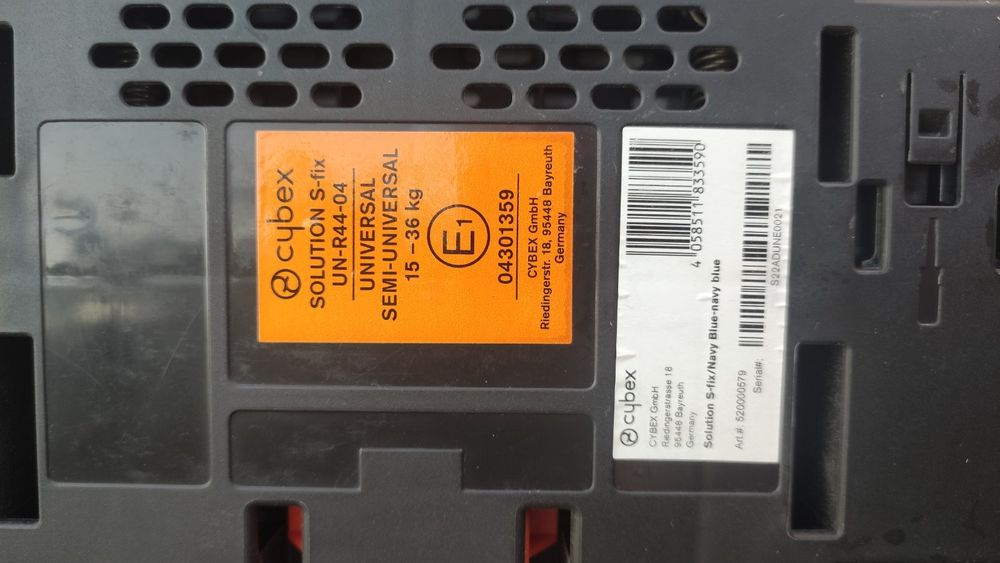 cybex
SOLUTION S-fix
UN-R44-04
UNIVERSAL
SEMI-UNIVERSAL
15 – 36 kg
E1
04301359
CYBEX GmbH
Riedingerstr. 18, 95448 Bayreuth
Germany
4 058511 833590
cybex
CYBEX GmbH
Riedingerstrasse 18
95448 Bayreuth
Germany
Solution S-fix/Navy Blue-navy blue
Art.#: 520000579
Serial#:
S22ADUNE0021